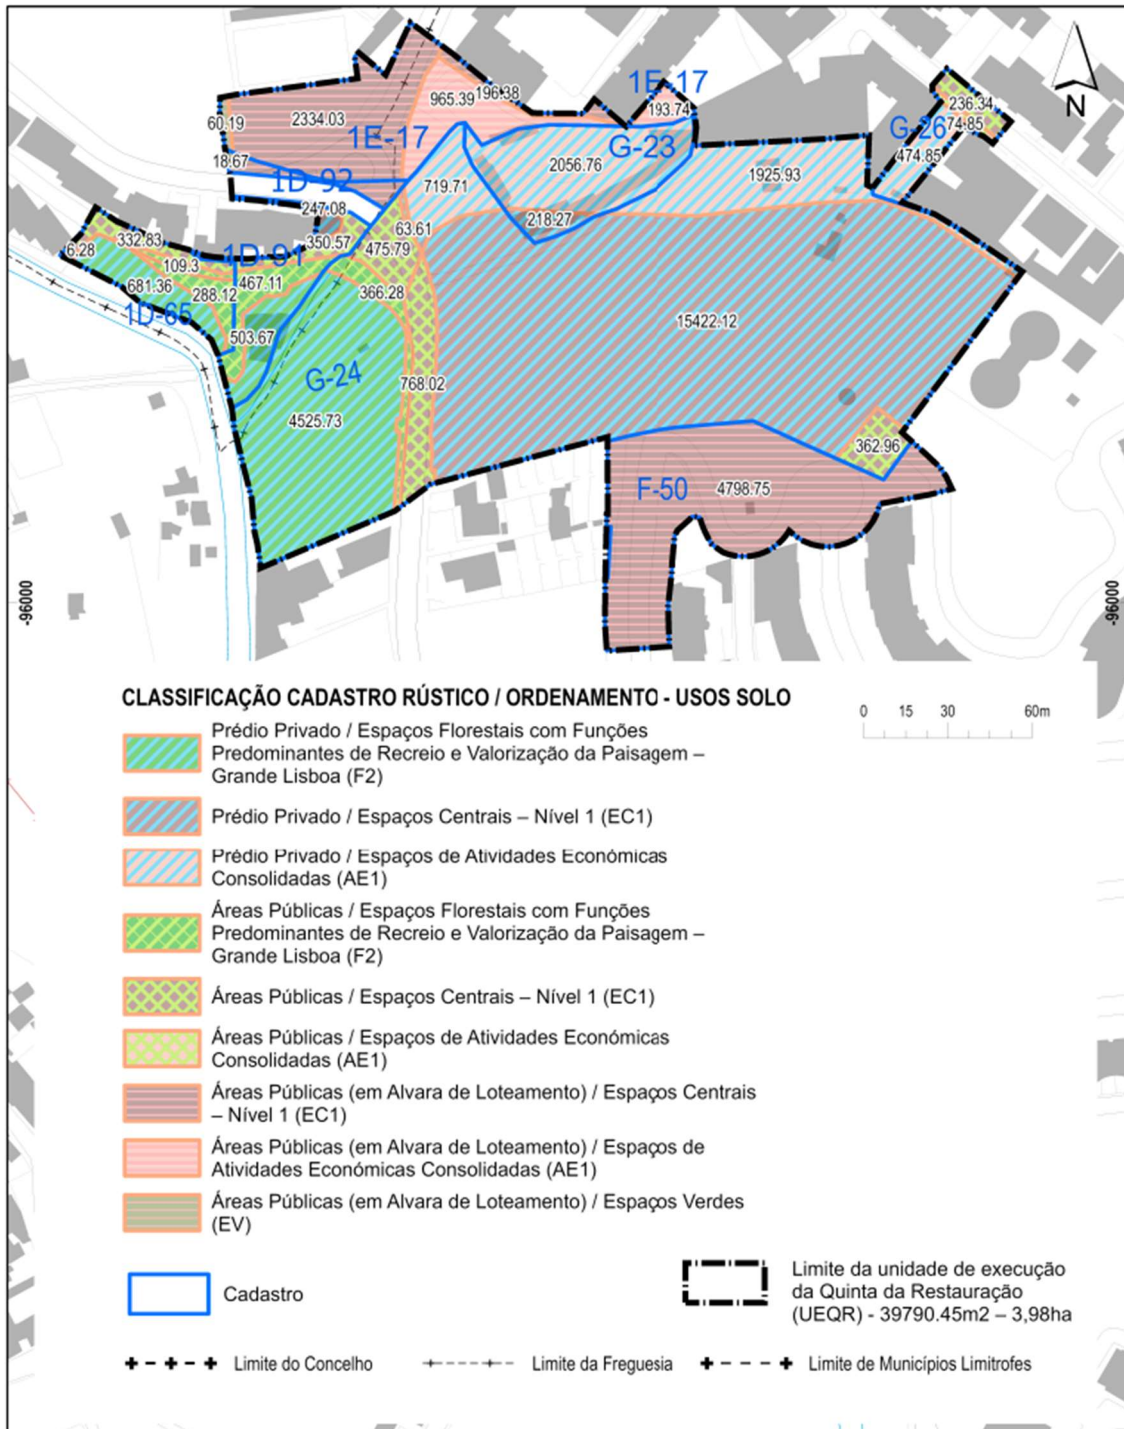 1E-17
196.38
965.39
193.74
N
236.34
74.85
G-26
60.19
2334.03
1E-17
G-23
474.85
18.67
2056.76
1925.93
1D-92
719.71
247.08
218.27
63.61
332.83
350.57
475.79
6.28
1D-91
109.3
467.11
681.36
288.12
366.28
1D-65
15422.12
503.67
G-24
768.02
4525.73
362.96
F-50
4798.75
-96000
-96000
CLASSIFICAÇÃO CADASTRO RÚSTICO / ORDENAMENTO - USOS SOLO
0 15 30 60m
Prédio Privado / Espaços Florestais com Funções
Predominantes de Recreio e Valorização da Paisagem –
Grande Lisboa (F2)
Prédio Privado / Espaços Centrais – Nível 1 (EC1)
Prédio Privado / Espaços de Atividades Económicas
Consolidadas (AE1)
Áreas Públicas / Espaços Florestais com Funções
Predominantes de Recreio e Valorização da Paisagem –
Grande Lisboa (F2)
Áreas Públicas / Espaços Centrais – Nível 1 (EC1)
Áreas Públicas / Espaços de Atividades Económicas
Consolidadas (AE1)
Áreas Públicas (em Alvara de Loteamento) / Espaços Centrais
– Nível 1 (EC1)
Áreas Públicas (em Alvara de Loteamento) / Espaços de
Atividades Económicas Consolidadas (AE1)
Áreas Públicas (em Alvara de Loteamento) / Espaços Verdes
(EV)
Cadastro
Limite da unidade de execução
da Quinta da Restauração
(UEQR) - 39790.45m2 – 3,98ha
Limite do Concelho
Limite da Freguesia
Limite de Municípios Limitrofes